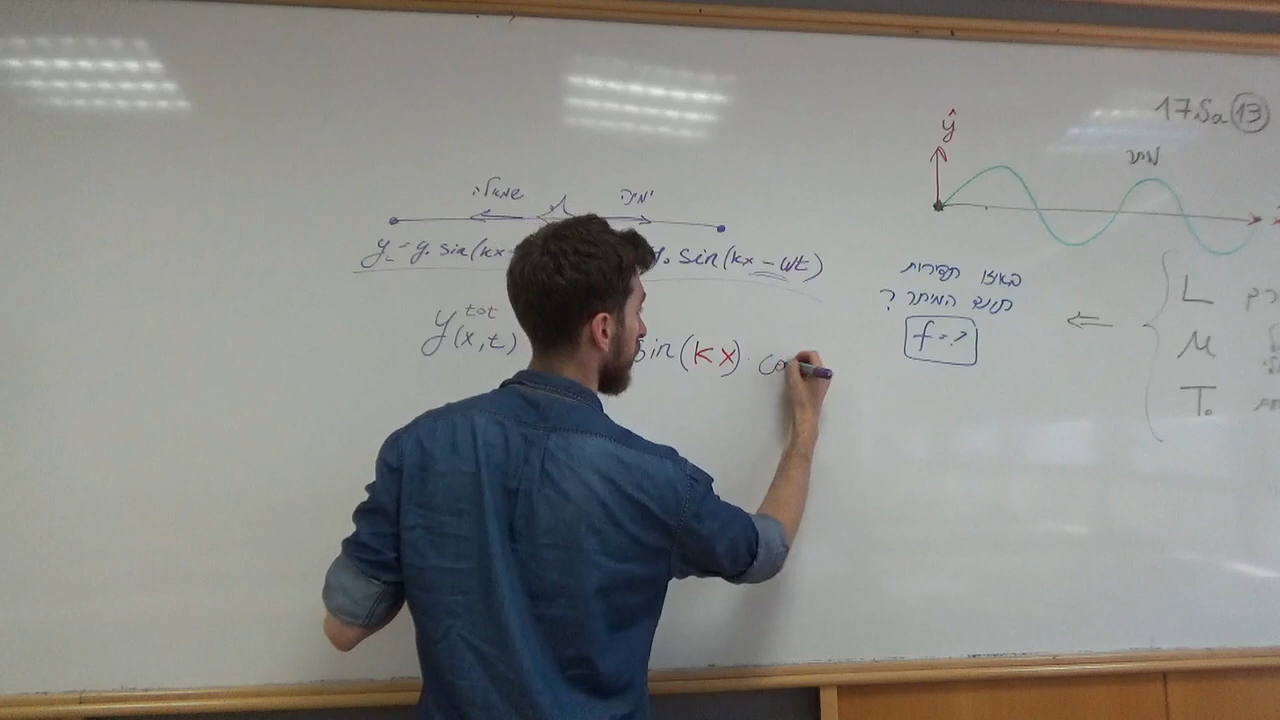 17Sa 13
ŷ
מיתר
שמאלה
ימינה
y_L = y₀ sin(kx
y₀ sin(kx - ωt)
y^tot(x,t)
sin(kx) · co
באיזו תדירות
תנוד המיתר ?
f = ?
⇐
L
μ
T₀